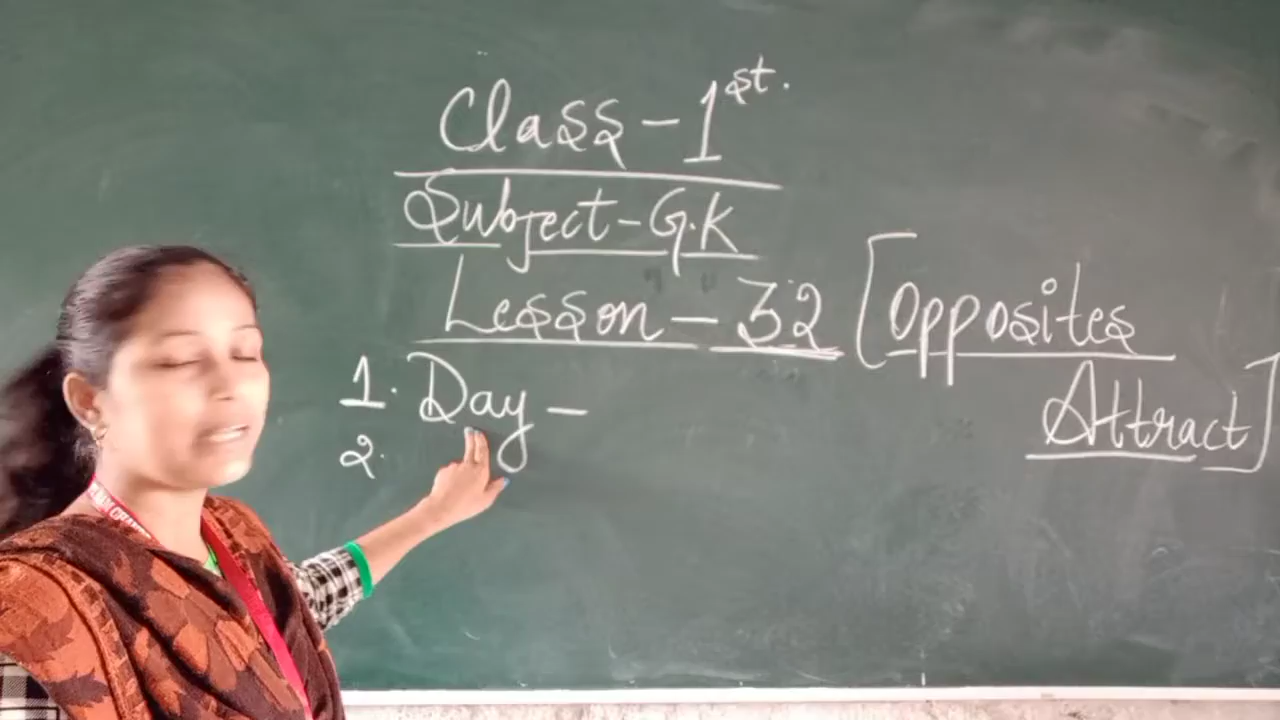 Class - 1st.
Subject - G.K
Lesson - 32 [Opposites
Attract]
1. Day -
2.